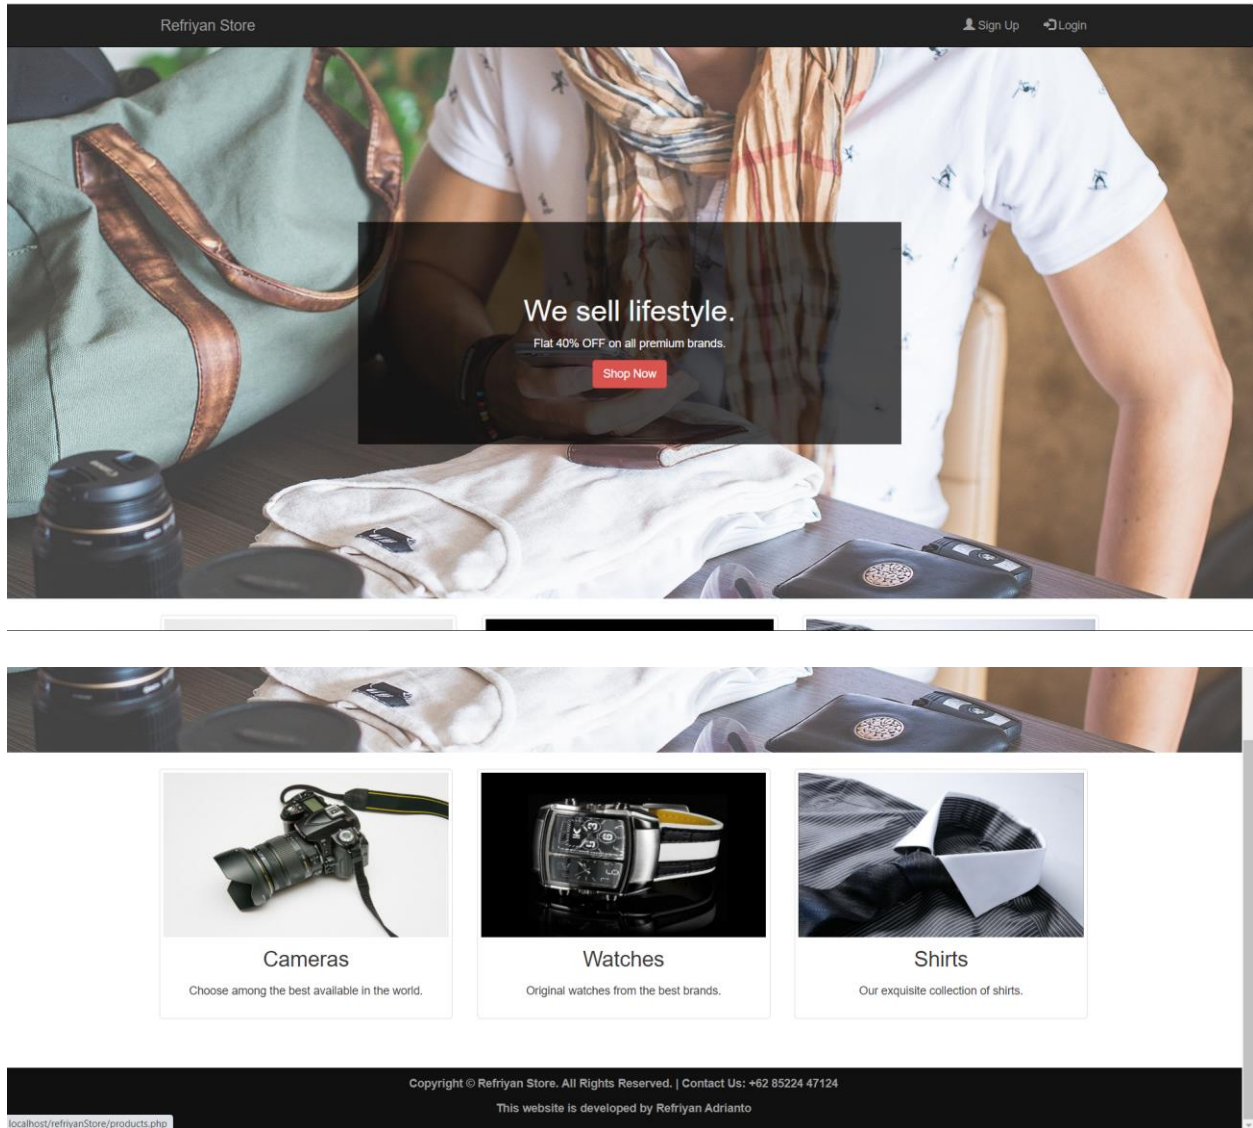 Refriyan Store
Sign Up
Login
We sell lifestyle.
Flat 40% OFF on all premium brands.
Shop Now
Cameras
Choose among the best available in the world.
Watches
Original watches from the best brands.
Shirts
Our exquisite collection of shirts.
Copyright © Refriyan Store. All Rights Reserved. | Contact Us: +62 85224 47124
This website is developed by Refriyan Adrianto
localhost/refriyanStore/products.php